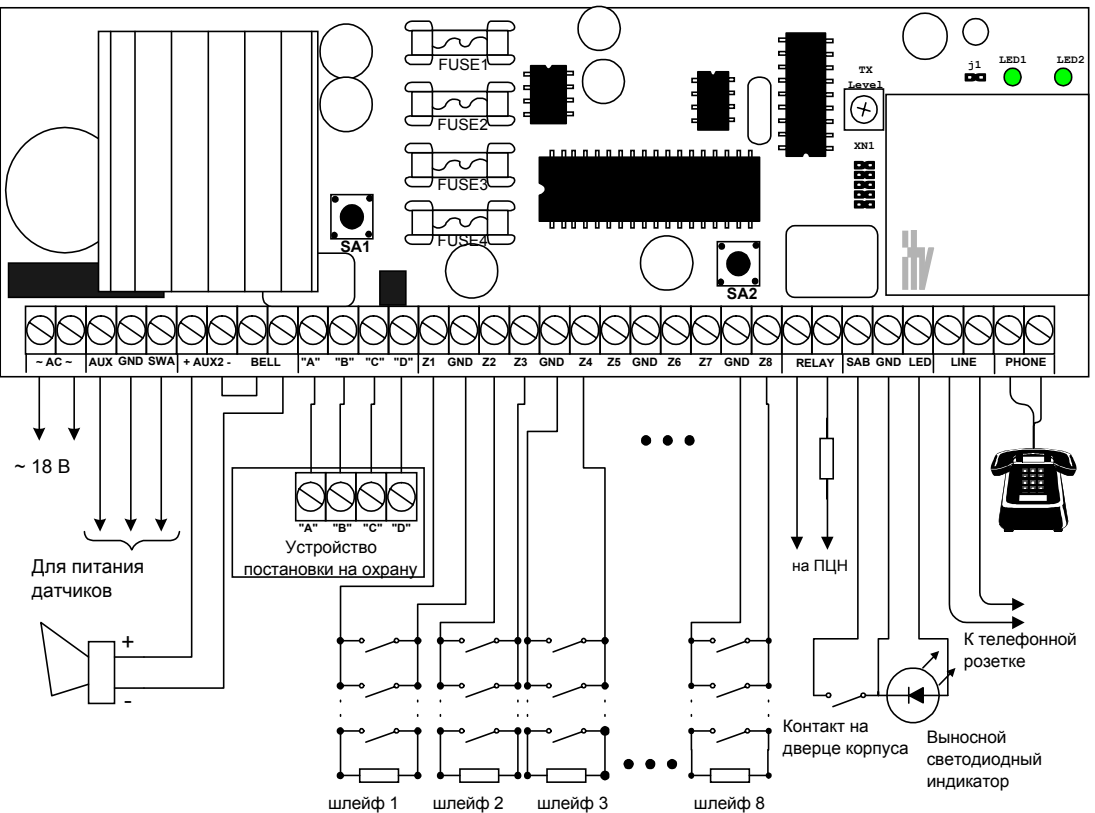 FUSE1
FUSE2
FUSE3
FUSE4
TX
Level
j1
LED1
LED2
XN1
SA1
SA2
itv
~ AC ~
AUX GND SWA
+ AUX2 -
BELL
"A" "B" "C" "D"
Z1 GND Z2 Z3 GND Z4 Z5 GND Z6 Z7 GND Z8
RELAY
SAB GND LED
LINE
PHONE
~ 18 В
"A" "B" "C" "D"
Устройство
постановки на охрану
Для питания
датчиков
+
-
на ПЦН
К телефонной
розетке
Контакт на
дверце корпуса
Выносной
светодиодный
индикатор
шлейф 1
шлейф 2
шлейф 3
шлейф 8